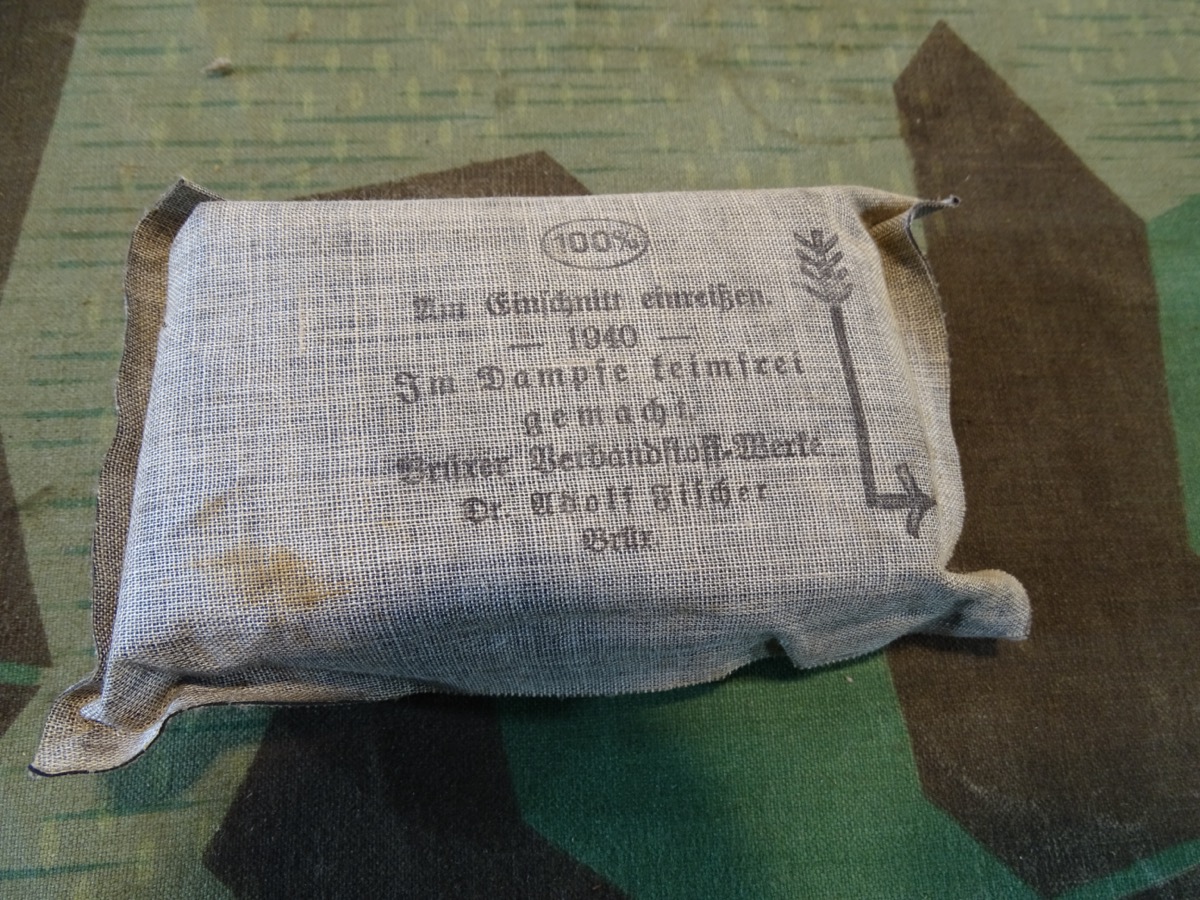 100%
Am Einschnitt einreißen.
— 1940 —
Im Dampfe keimfrei
gemacht.
Brüxer Verbandstoff-Werke
Dr. Adolf Fischer
Brüx